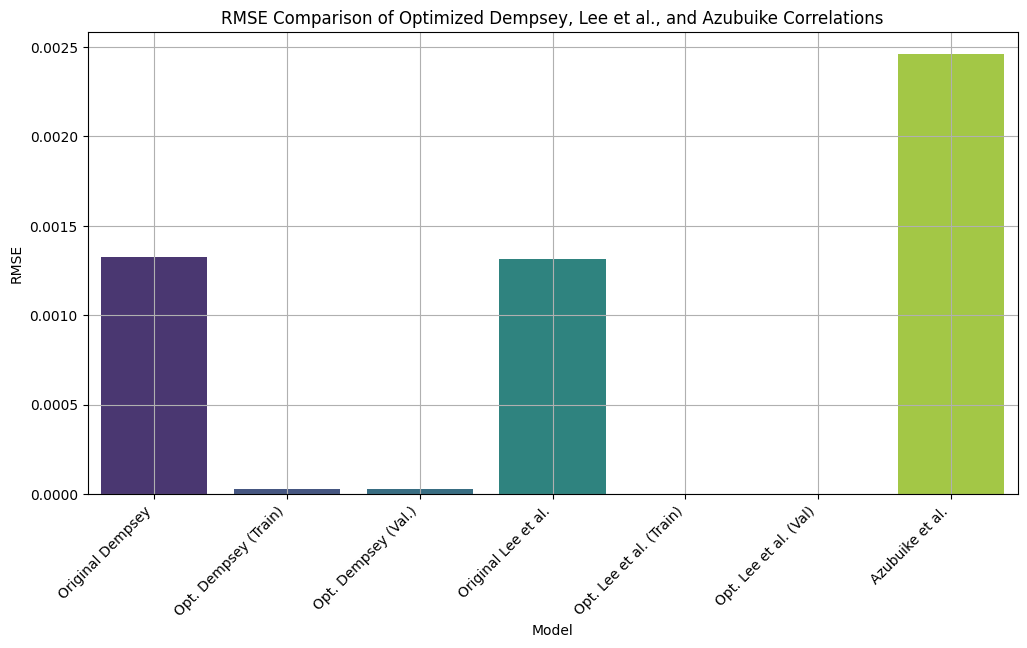 RMSE Comparison of Optimized Dempsey, Lee et al., and Azubuike Correlations
0.0025
0.0020
0.0015
0.0010
0.0005
0.0000
RMSE
Original Dempsey
Opt. Dempsey (Train)
Opt. Dempsey (Val.)
Original Lee et al.
Opt. Lee et al. (Train)
Opt. Lee et al. (Val)
Azubuike et al.
Model